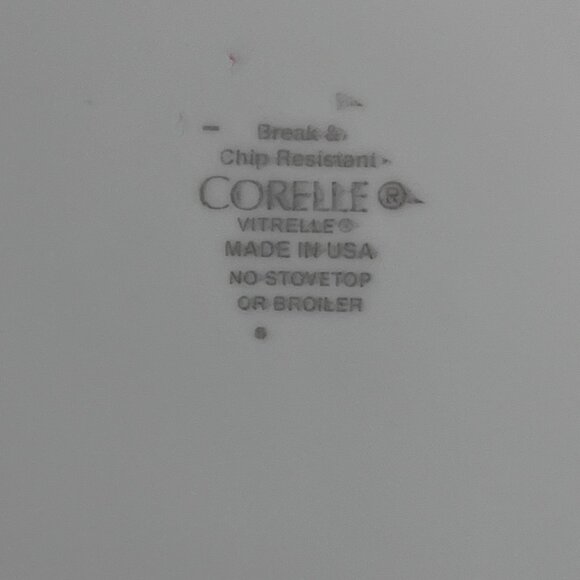 Break &
Chip Resistant
CORELLE®
VITRELLE®
MADE IN USA
NO STOVETOP
OR BROILER